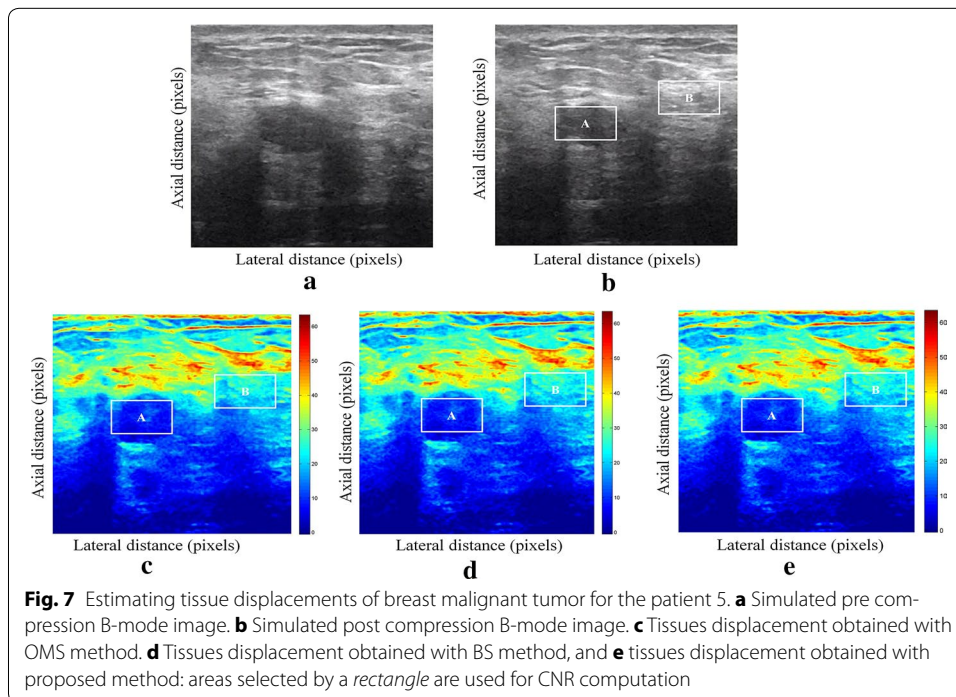 Axial distance (pixels)
Lateral distance (pixels)
a
Axial distance (pixels)
A
B
Lateral distance (pixels)
b
Axial distance (pixels)
A
B
60
50
40
30
20
10
0
Lateral distance (pixels)
c
Axial distance (pixels)
A
B
60
50
40
30
20
10
0
Lateral distance (pixels)
d
Axial distance (pixels)
A
B
60
50
40
30
20
10
0
Lateral distance (pixels)
e
Fig. 7 Estimating tissue displacements of breast malignant tumor for the patient 5. a Simulated pre com-
pression B-mode image. b Simulated post compression B-mode image. c Tissues displacement obtained with
OMS method. d Tissues displacement obtained with BS method, and e tissues displacement obtained with
proposed method: areas selected by a rectangle are used for CNR computation